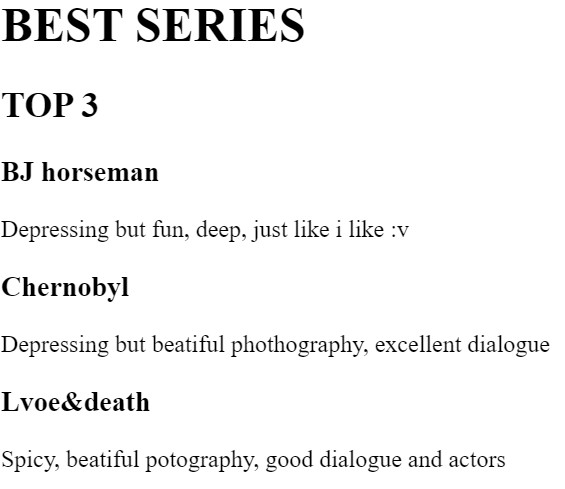 BEST SERIES
TOP 3
BJ horseman
Depressing but fun, deep, just like i like :v
Chernobyl
Depressing but beatiful phothography, excellent dialogue
Lvoe&death
Spicy, beatiful potography, good dialogue and actors